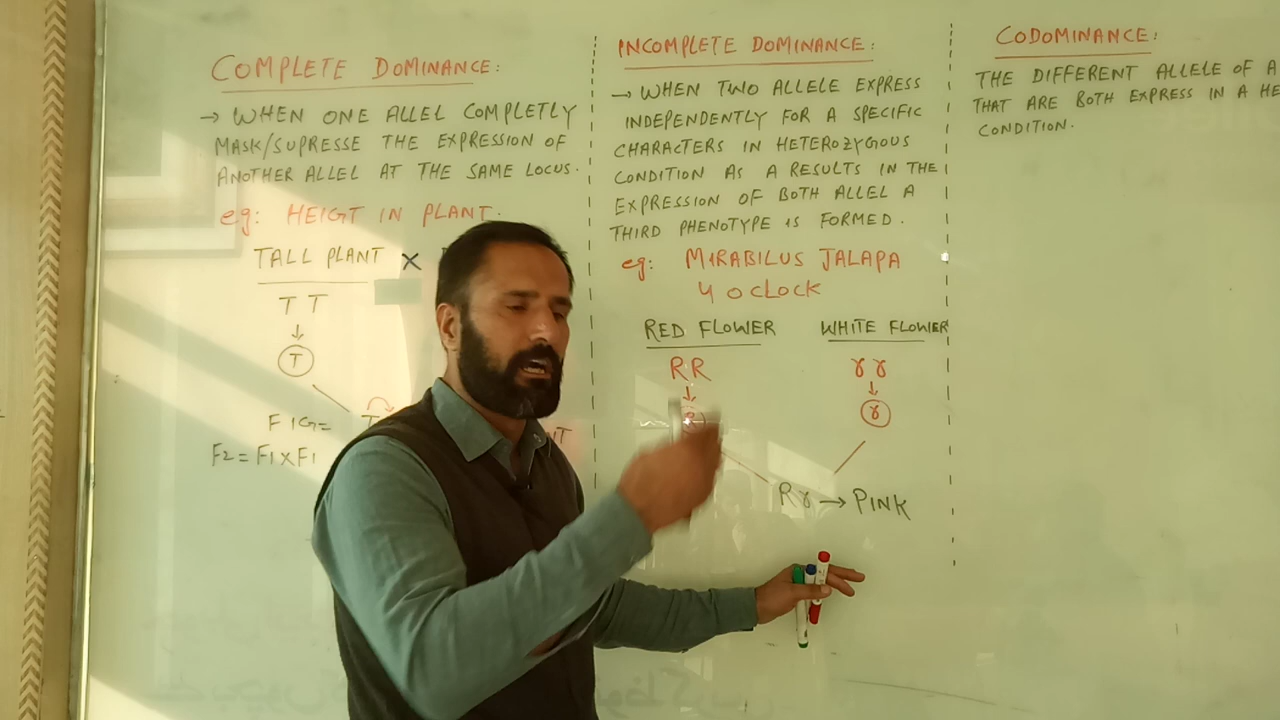 COMPLETE DOMINANCE:
→ WHEN ONE ALLEL COMPLETLY
MASK/SUPRESSE THE EXPRESSION OF
ANOTHER ALLEL AT THE SAME LOCUS.
eg: HEIGT IN PLANT.
TALL PLANT ×
T T
↓
T
F1G=
F2 = F1 × F1
INCOMPLETE DOMINANCE:
→ WHEN TWO ALLELE EXPRESS
INDEPENDENTLY FOR A SPECIFIC
CHARACTERS IN HETEROZYGOUS
CONDITION AS A RESULTS IN THE
EXPRESSION OF BOTH ALLEL A
THIRD PHENOTYPE IS FORMED.
eg: MIRABILUS JALAPA
4 OCLOCK
RED FLOWER WHITE FLOWER
RR rr
↓ ↓
r
Rr → PINK
CODOMINANCE:
THE DIFFERENT ALLELE OF A
THAT ARE BOTH EXPRESS IN A HE
CONDITION.